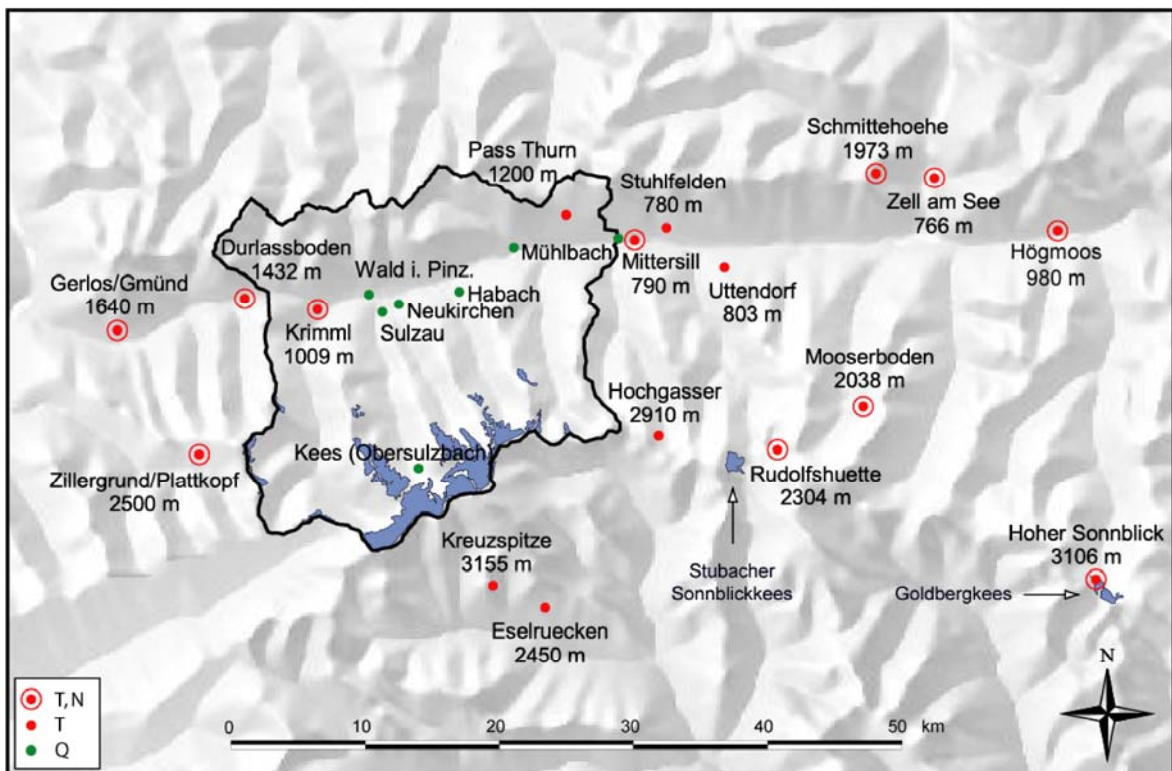 Schmittehoehe
1973 m
Pass Thurn
1200 m
Stuhlfelden
780 m
Zell am See
766 m
Durlassboden
1432 m
Mühlbach
Mittersill
790 m
Högmoos
980 m
Gerlos/Gmünd
1640 m
Wald i. Pinz.
Habach
Uttendorf
803 m
Neukirchen
Sulzau
Krimml
1009 m
Mooserboden
2038 m
Hochgasser
2910 m
Kees (Obersulzbach)
Zillergrund/Plattkopf
2500 m
Rudolfshuette
2304 m
Kreuzspitze
3155 m
Hoher Sonnblick
3106 m
Stubacher
Sonnblickkees
Goldbergkees
Eselruecken
2450 m
N
T,N
T
Q
0 10 20 30 40 50 km